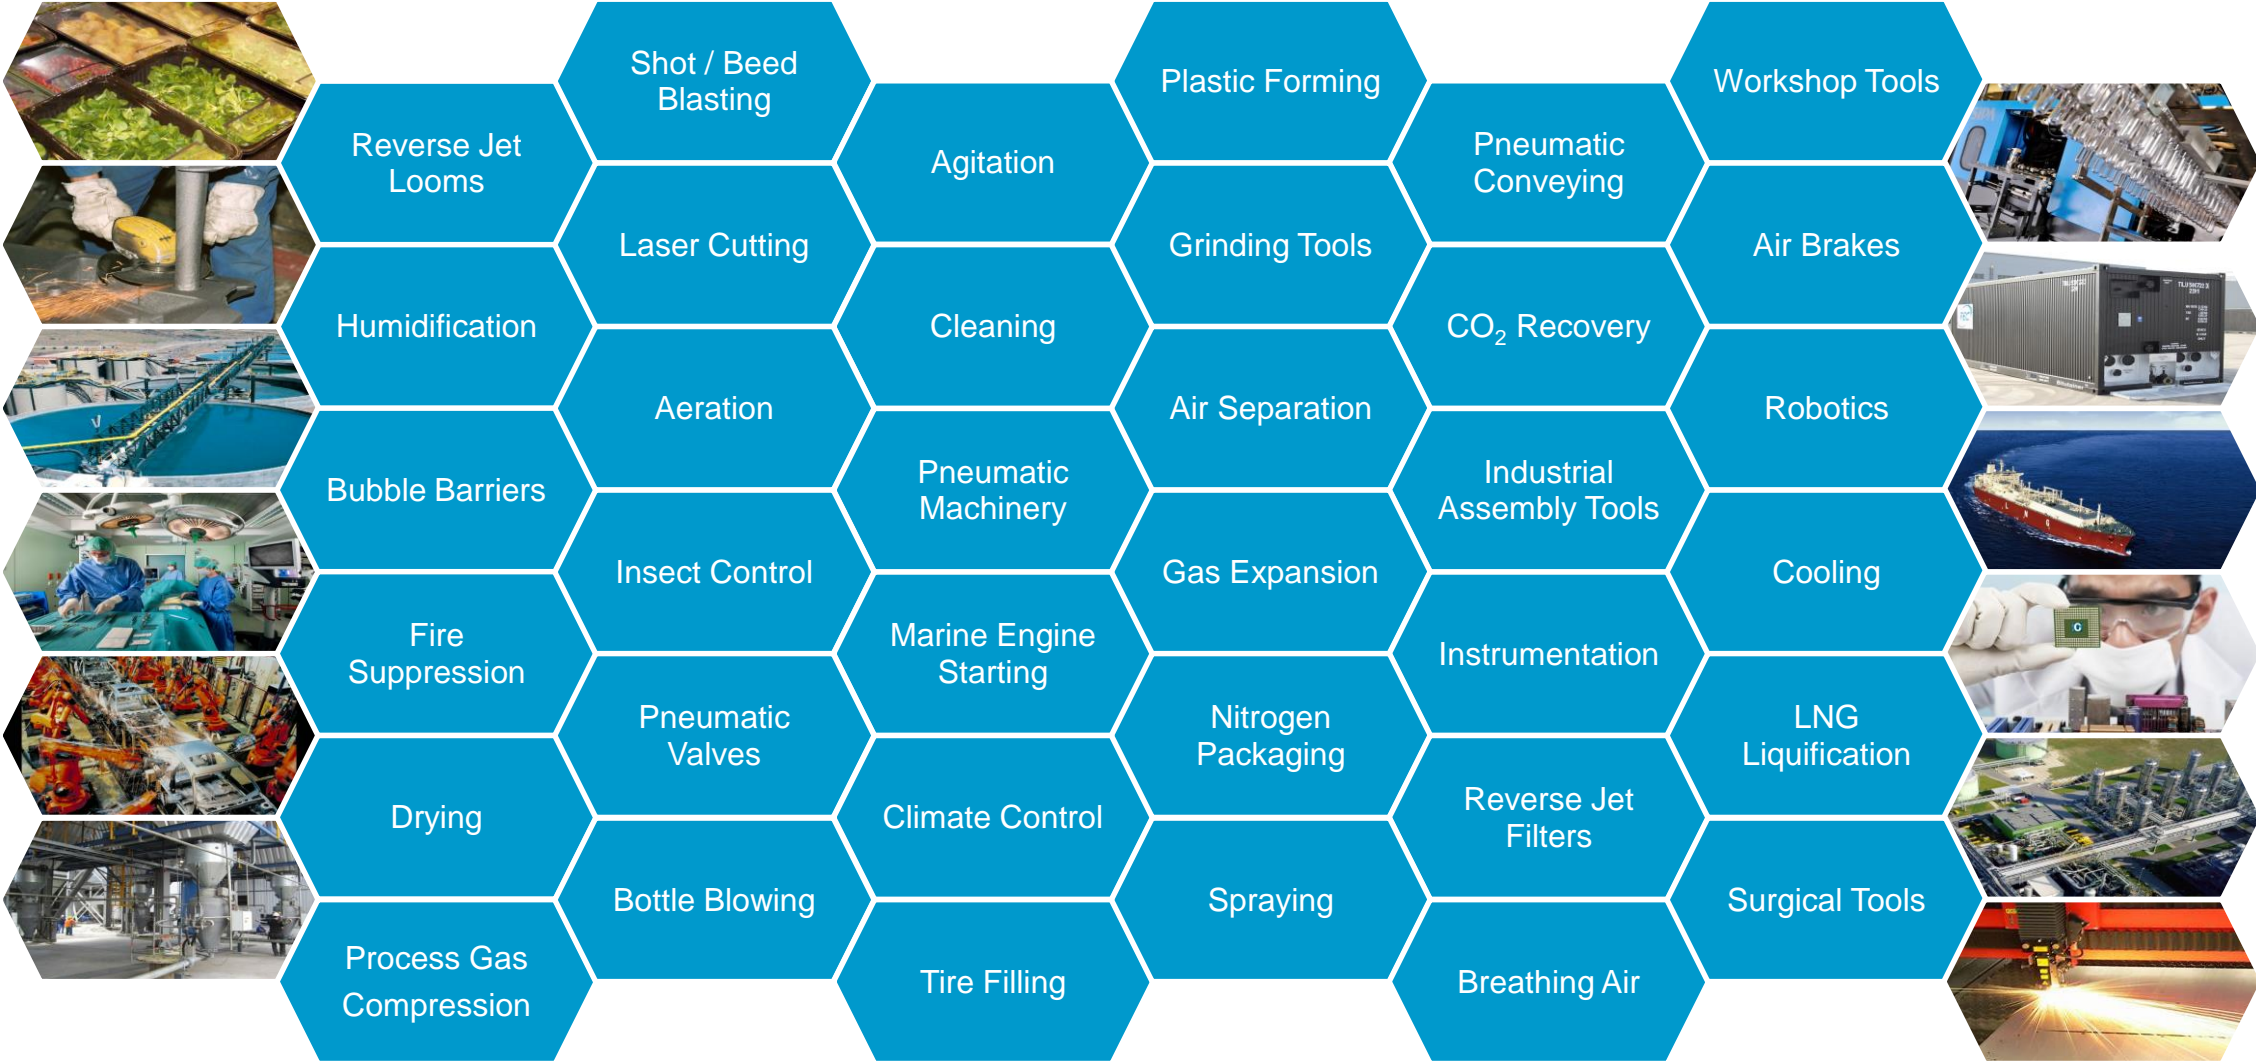 Shot / Beed
Blasting
Plastic Forming
Workshop Tools
Reverse Jet
Looms
Agitation
Pneumatic
Conveying
Laser Cutting
Grinding Tools
Air Brakes
Humidification
Cleaning
CO₂ Recovery
Aeration
Air Separation
Robotics
Bubble Barriers
Pneumatic
Machinery
Industrial
Assembly Tools
Insect Control
Gas Expansion
Cooling
Fire
Suppression
Marine Engine
Starting
Instrumentation
Pneumatic
Valves
Nitrogen
Packaging
LNG
Liquification
Drying
Climate Control
Reverse Jet
Filters
Bottle Blowing
Spraying
Surgical Tools
Process Gas
Compression
Tire Filling
Breathing Air
L N G